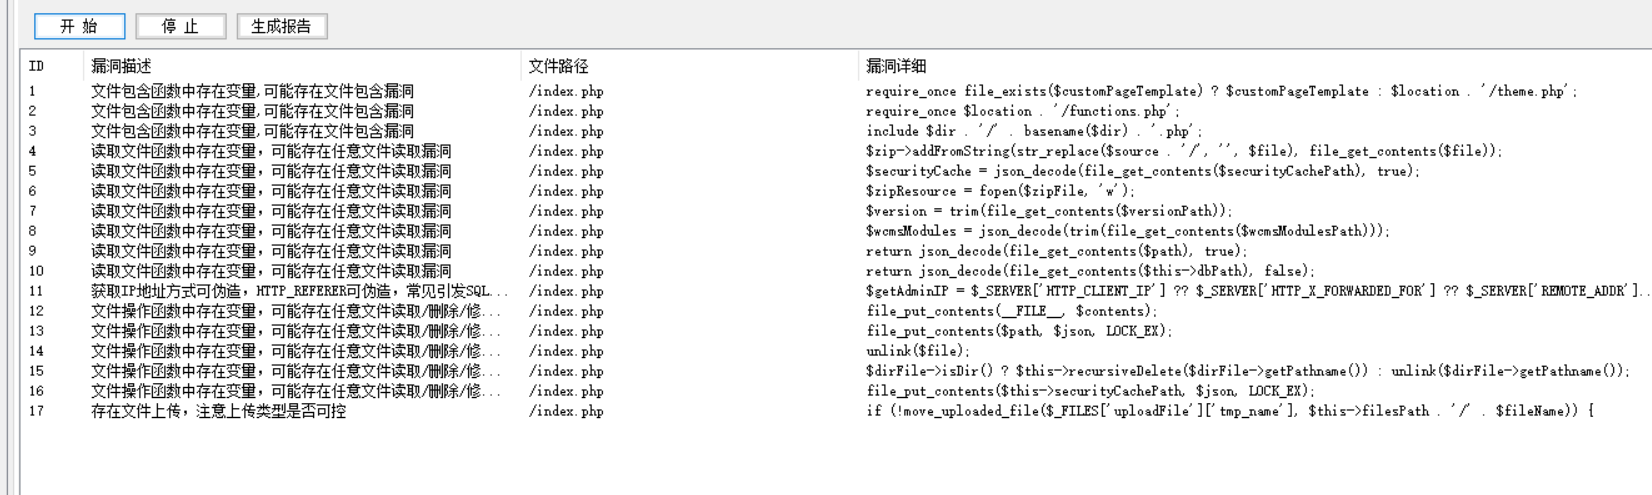 开 始 停 止 生成报告
ID 漏洞描述 文件路径 漏洞详细
1 文件包含函数中存在变量,可能存在文件包含漏洞 /index.php require_once file_exists($customPageTemplate) ? $customPageTemplate : $location . '/theme.php';
2 文件包含函数中存在变量,可能存在文件包含漏洞 /index.php require_once $location . '/functions.php';
3 文件包含函数中存在变量,可能存在文件包含漏洞 /index.php include $dir . '/' . basename($dir) . '.php';
4 读取文件函数中存在变量，可能存在任意文件读取漏洞 /index.php $zip->addFromString(str_replace($source . '/', '', $file), file_get_contents($file));
5 读取文件函数中存在变量，可能存在任意文件读取漏洞 /index.php $securityCache = json_decode(file_get_contents($securityCachePath), true);
6 读取文件函数中存在变量，可能存在任意文件读取漏洞 /index.php $zipResource = fopen($zipFile, 'w');
7 读取文件函数中存在变量，可能存在任意文件读取漏洞 /index.php $version = trim(file_get_contents($versionPath));
8 读取文件函数中存在变量，可能存在任意文件读取漏洞 /index.php $wcmsModules = json_decode(trim(file_get_contents($wcmsModulesPath)));
9 读取文件函数中存在变量，可能存在任意文件读取漏洞 /index.php return json_decode(file_get_contents($path), true);
10 读取文件函数中存在变量，可能存在任意文件读取漏洞 /index.php return json_decode(file_get_contents($this->dbPath), false);
11 获取IP地址方式可伪造，HTTP_REFERER可伪造，常见引发SQL... /index.php $getAdminIP = $_SERVER['HTTP_CLIENT_IP'] ?? $_SERVER['HTTP_X_FORWARDED_FOR'] ?? $_SERVER['REMOTE_ADDR']...
12 文件操作函数中存在变量，可能存在任意文件读取/删除/修... /index.php file_put_contents(__FILE__, $contents);
13 文件操作函数中存在变量，可能存在任意文件读取/删除/修... /index.php file_put_contents($path, $json, LOCK_EX);
14 文件操作函数中存在变量，可能存在任意文件读取/删除/修... /index.php unlink($file);
15 文件操作函数中存在变量，可能存在任意文件读取/删除/修... /index.php $dirFile->isDir() ? $this->recursiveDelete($dirFile->getPathname()) : unlink($dirFile->getPathname());
16 文件操作函数中存在变量，可能存在任意文件读取/删除/修... /index.php file_put_contents($this->securityCachePath, $json, LOCK_EX);
17 存在文件上传，注意上传类型是否可控 /index.php if (!move_uploaded_file($_FILES['uploadFile']['tmp_name'], $this->filesPath . '/' . $fileName)) {